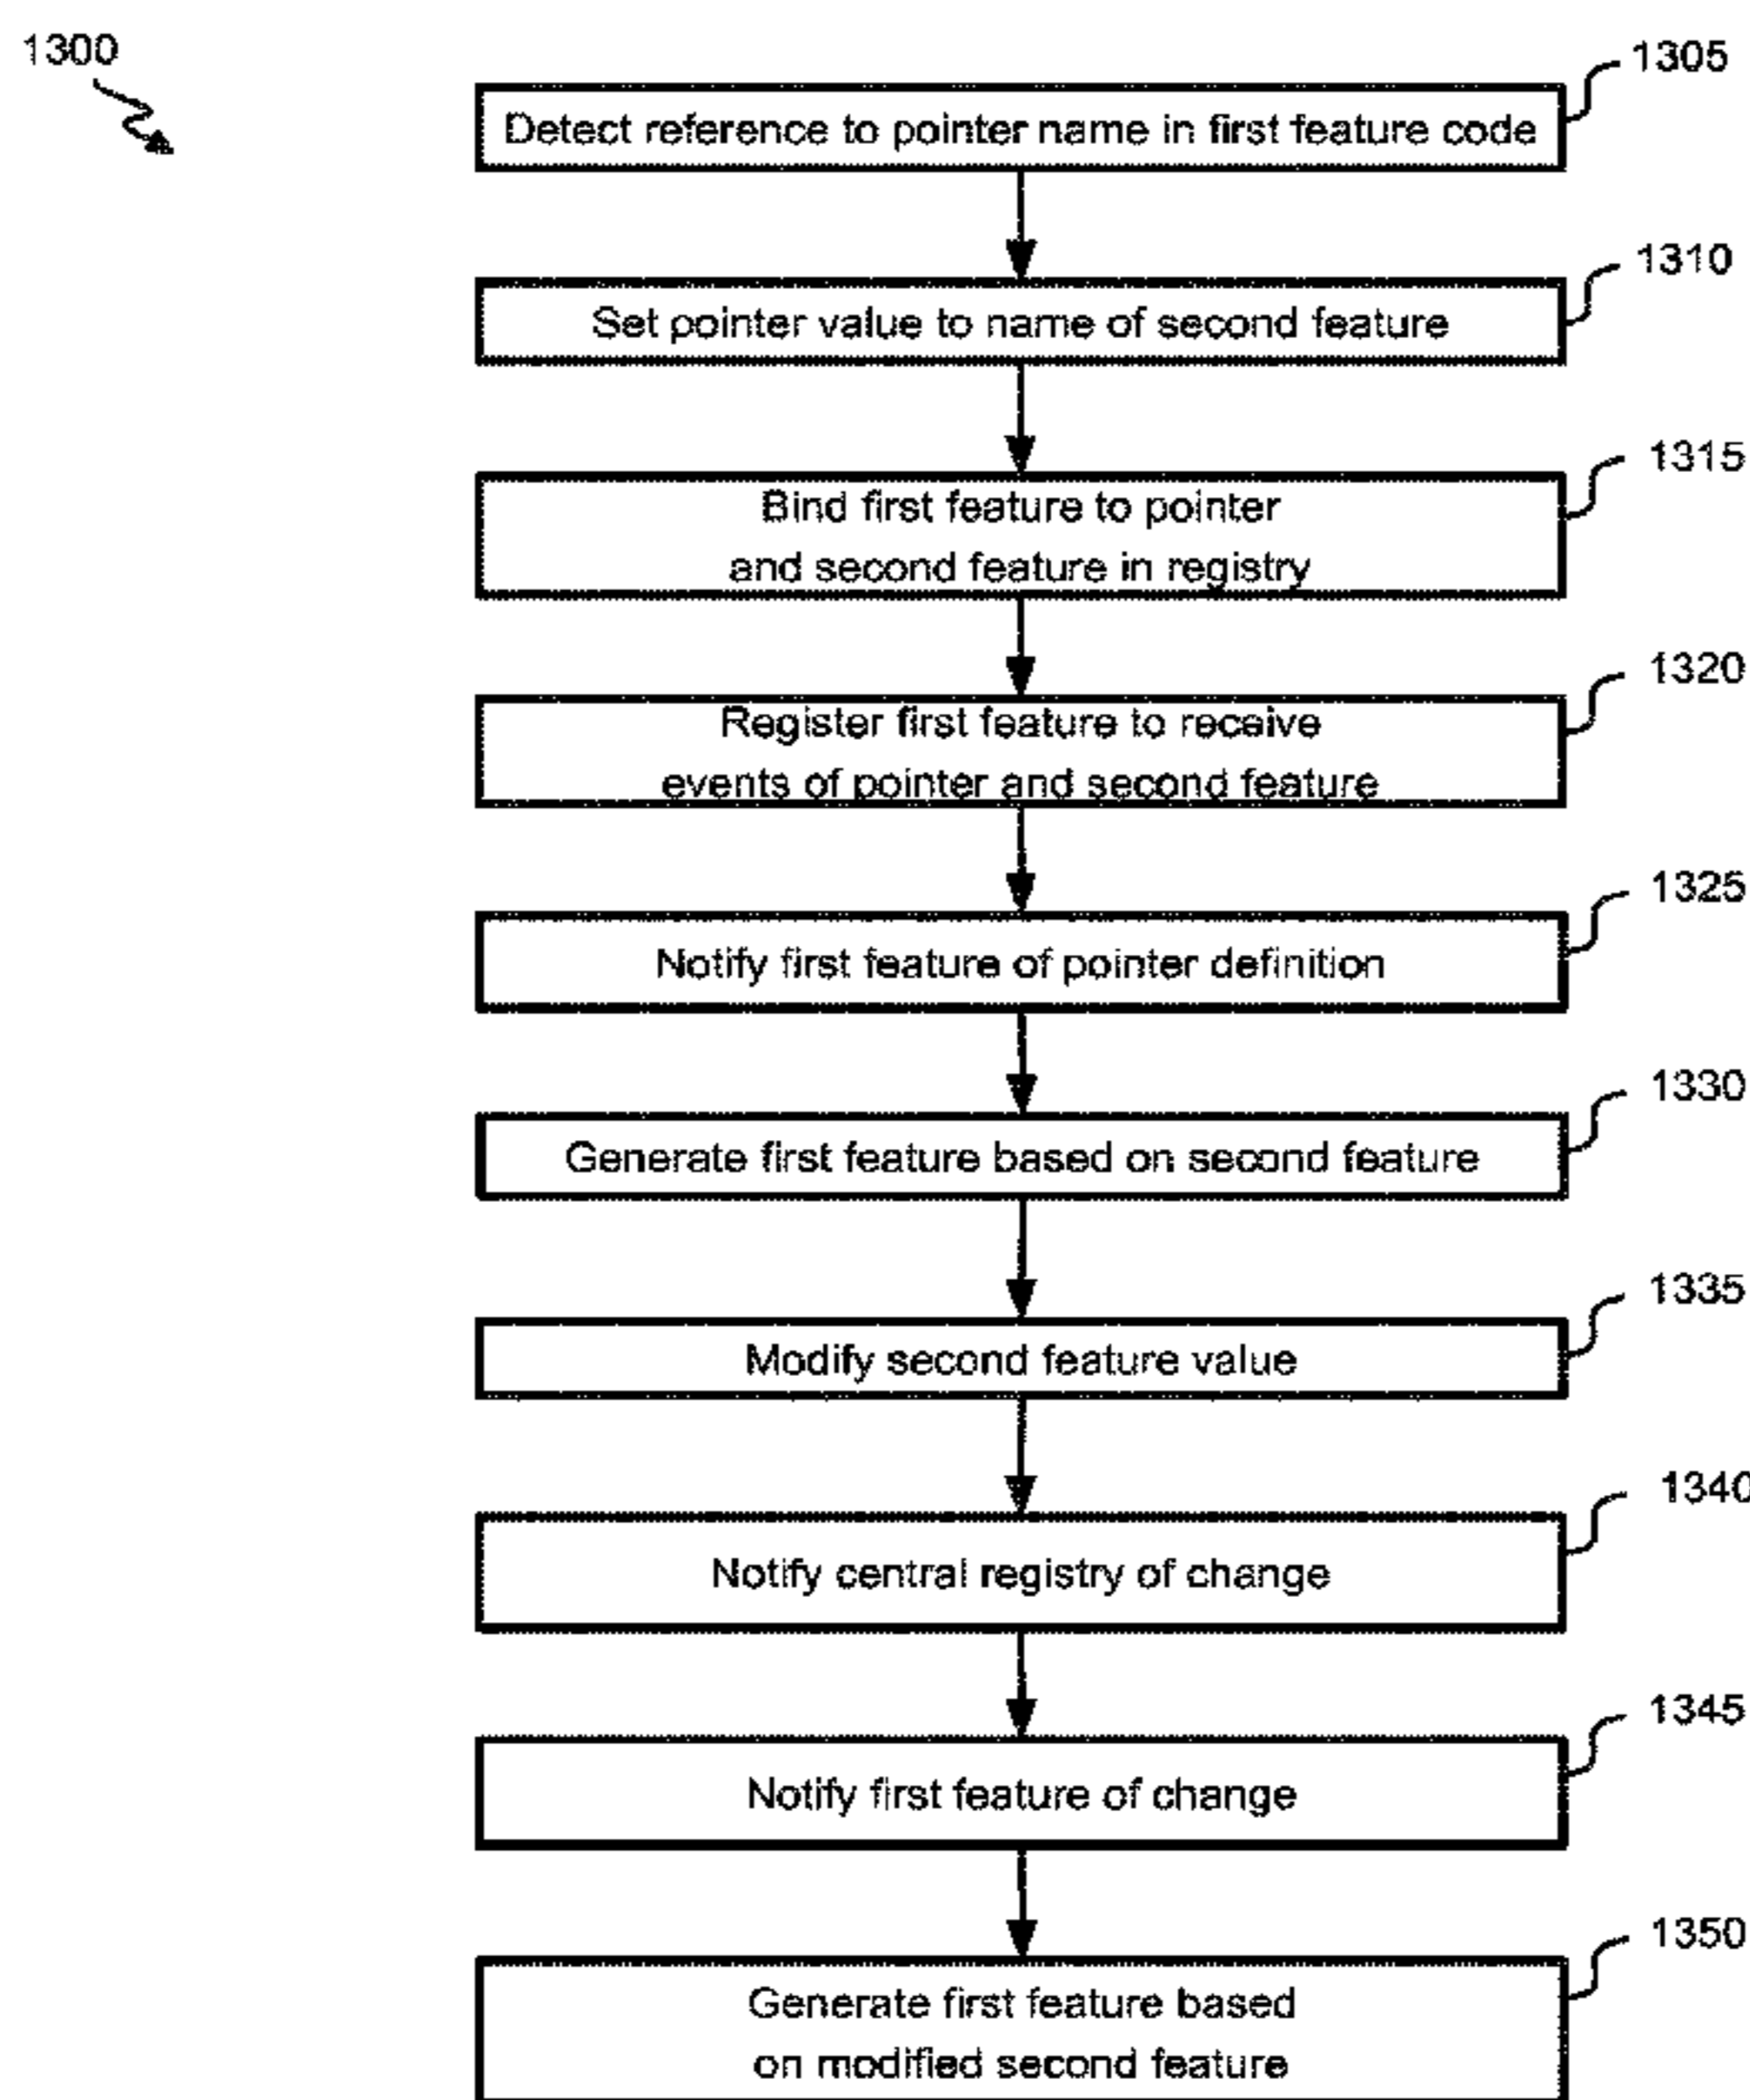 1300
1305
Detect reference to pointer name in first feature code
1310
Set pointer value to name of second feature
1315
Bind first feature to pointer
and second feature in registry
1320
Register first feature to receive
events of pointer and second feature
1325
Notify first feature of pointer definition
1330
Generate first feature based on second feature
1335
Modify second feature value
1340
Notify central registry of change
1345
Notify first feature of change
1350
Generate first feature based
on modified second feature